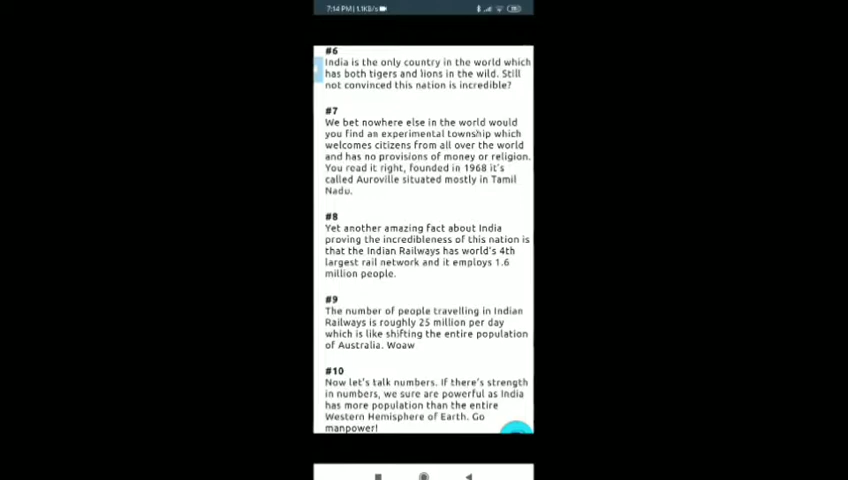 7:14 PM | 1.1KB/s
#6
India is the only country in the world which
has both tigers and lions in the wild. Still
not convinced this nation is incredible?
#7
We bet nowhere else in the world would
you find an experimental township which
welcomes citizens from all over the world
and has no provisions of money or religion.
You read it right, founded in 1968 it's
called Auroville situated mostly in Tamil
Nadu.
#8
Yet another amazing fact about India
proving the incredibleness of this nation is
that the Indian Railways has world's 4th
largest rail network and it employs 1.6
million people.
#9
The number of people travelling in Indian
Railways is roughly 25 million per day
which is like shifting the entire population
of Australia. Woaw
#10
Now let's talk numbers. If there's strength
in numbers, we sure are powerful as India
has more population than the entire
Western Hemisphere of Earth. Go
manpower!